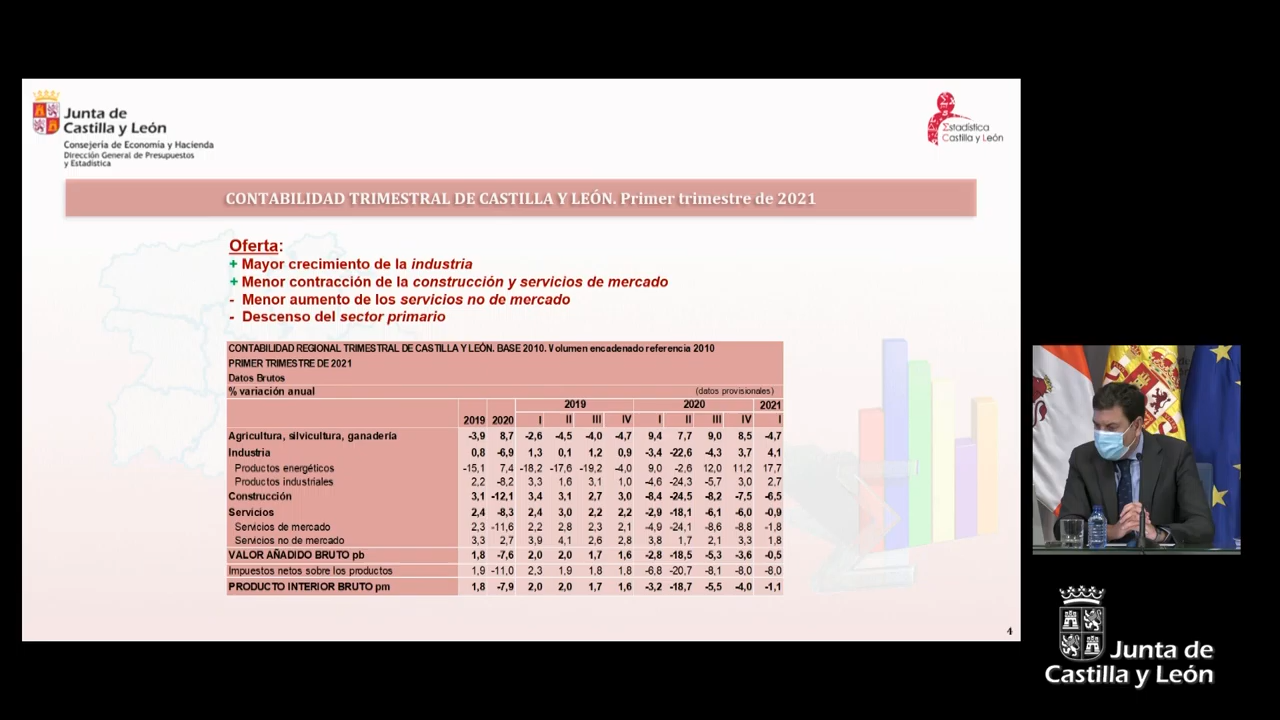 Junta de
Castilla y León
Consejería de Economía y Hacienda
Dirección General de Presupuestos
y Estadística
Estadística
Castilla y León
CONTABILIDAD TRIMESTRAL DE CASTILLA Y LEÓN. Primer trimestre de 2021
Oferta:
+ Mayor crecimiento de la industria
+ Menor contracción de la construcción y servicios de mercado
- Menor aumento de los servicios no de mercado
- Descenso del sector primario
CONTABILIDAD REGIONAL TRIMESTRAL DE CASTILLA Y LEÓN. BASE 2010. Volumen encadenado referencia 2010
PRIMER TRIMESTRE DE 2021
Datos Brutos
% variación anual (datos provisionales)
2019 2020 2021
2019 2020 I II III IV I II III IV I
Agricultura, silvicultura, ganadería -3,9 8,7 -2,6 -4,5 -4,0 -4,7 9,4 7,7 9,0 8,5 -4,7
Industria 0,8 -6,9 1,3 0,1 1,2 0,9 -3,4 -22,6 -4,3 3,7 4,1
Productos energéticos -15,1 7,4 -18,2 -17,6 -19,2 -4,0 9,0 -2,6 12,0 11,2 17,7
Productos industriales 2,2 -8,2 3,3 1,6 3,1 1,0 -4,6 -24,3 -5,7 3,0 2,7
Construcción 3,1 -12,1 3,4 3,1 2,7 3,0 -8,4 -24,5 -8,2 -7,5 -6,5
Servicios 2,4 -8,3 2,4 3,0 2,2 2,2 -2,9 -18,1 -6,1 -6,0 -0,9
Servicios de mercado 2,3 -11,6 2,2 2,8 2,3 2,1 -4,9 -24,1 -8,6 -8,8 -1,8
Servicios no de mercado 3,3 2,7 3,9 4,1 2,6 2,8 3,8 1,7 2,1 3,3 1,8
VALOR AÑADIDO BRUTO pb 1,8 -7,6 2,0 2,0 1,7 1,6 -2,8 -18,5 -5,3 -3,6 -0,5
Impuestos netos sobre los productos 1,9 -11,0 2,3 1,9 1,8 1,8 -6,8 -20,7 -8,1 -8,0 -8,0
PRODUCTO INTERIOR BRUTO pm 1,8 -7,9 2,0 2,0 1,7 1,6 -3,2 -18,7 -5,5 -4,0 -1,1
4
Junta de
Castilla y León